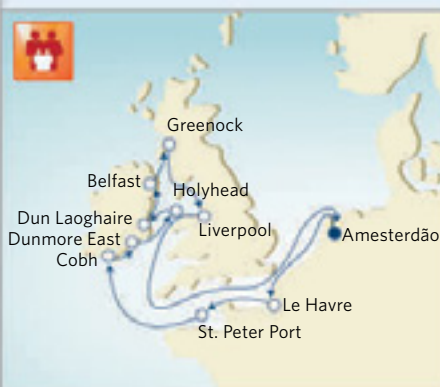 Greenock
Belfast
Holyhead
Dun Laoghaire
Liverpool
Dunmore East
Amesterdão
Cobh
Le Havre
St. Peter Port